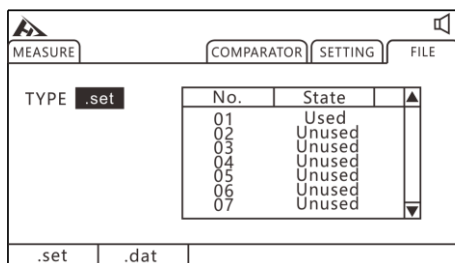 MEASURE COMPARATOR SETTING FILE
TYPE .set
No. State
01 Used
02 Unused
03 Unused
04 Unused
05 Unused
06 Unused
07 Unused
.set .dat